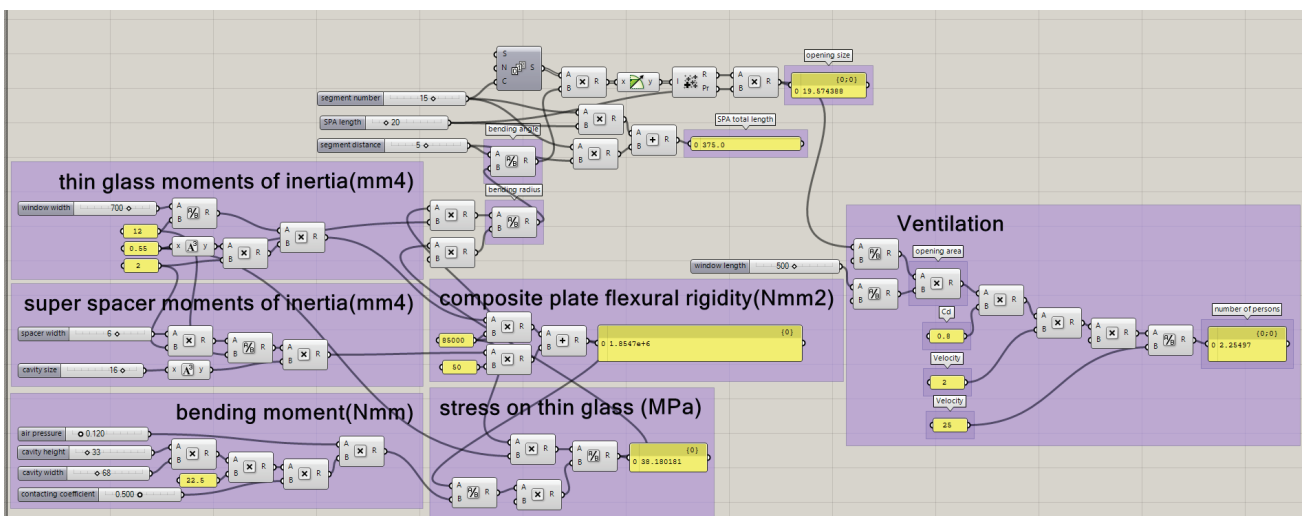 opening size
S
N
C
S
A
B
R
x
y
I
R
Pr
A
B
R
{0;0}
0 19.574388
segment number
15
SPA length
20
A
B
R
SPA total length
segment distance
5
bending angle
A
B
R
A
B
R
A
B
R
0 375.0
thin glass moments of inertia(mm4)
bending radius
window width
700
A
B
R
A
B
R
A
B
R
A
B
R
12
0.55
x
A³
y
A
B
R
A
B
R
2
Ventilation
window length
500
A
B
R
A
B
R
opening area
A
B
R
super spacer moments of inertia(mm4)
composite plate flexural rigidity(Nmm2)
spacer width
6
A
B
R
A
B
R
A
B
R
cavity size
16
x
A³
y
85000
50
A
B
R
A
B
R
A
B
R
{0}
0 1.8547e+6
Cd
0.8
A
B
R
A
B
R
A
B
R
A
B
R
number of persons
{0;0}
0 2.25497
Velocity
2
Velocity
25
bending moment(Nmm)
stress on thin glass (MPa)
air pressure
0.120
cavity height
33
cavity width
68
contacting coefficient
0.500
A
B
R
22.5
A
B
R
A
B
R
A
B
R
A
B
R
A
B
R
{0}
0 38.180181
A
B
R
A
B
R